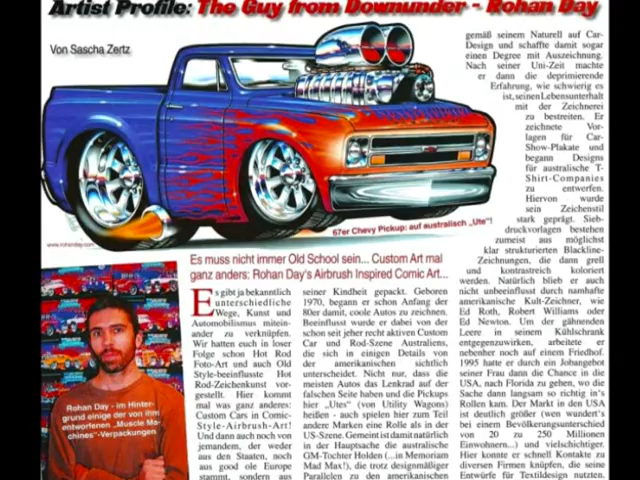 Artist Profile: The Guy from Downunder - Rohan Day
Von Sascha Zertz
67er Chevy Pickup: auf australisch „Ute"!
www.rohanday.com
Es muss nicht immer Old School sein... Custom Art mal
ganz anders: Rohan Day's Airbrush Inspired Comic Art...
Rohan Day - im Hinter-
grund einige der von ihm
entworfenen „Muscle Ma-
chines"-Verpackungen
Es gibt ja bekanntlich
unterschiedliche
Wege, Kunst und
Automobilismus mitein-
ander zu verknüpfen.
Wir hatten euch in loser
Folge schon Hot Rod
Foto-Art und auch Old
Style-beeinflusste Hot
Rod-Zeichenkunst vor-
gestellt. Hier kommt
mal was ganz anderes:
Custom Cars in Comic-
Style-Airbrush-Art!
Und dann auch noch von
jemandem, der weder
aus den Staaten, noch
aus good ole Europe
stammt, sondern aus
seiner Kindheit gepackt. Geboren
1970, begann er schon Anfang der
80er damit, coole Autos zu zeichnen.
Beeinflusst wurde er dabei von der
schon seit jeher recht aktiven Custom
Car und Rod-Szene Australiens,
die sich in einigen Details von
der amerikanischen sichtlich
unterscheidet. Nicht nur, dass die
meisten Autos das Lenkrad auf der
falschen Seite haben und die Pickups
hier „Utes" (von Utility Wagons)
heißen - auch spielen hier zum Teil
andere Marken eine Rolle als in der
US-Szene. Gemeint ist damit natürlich
in der Hauptsache die australische
GM-Tochter Holden (...in Memoriam
Mad Max!), die trotz designmäßiger
Parallelen zu den amerikanischen
gemäß seinem Naturell auf Car-
Design und schaffte damit sogar
einen Degree mit Auszeichnung.
Nach seiner Uni-Zeit machte
er dann die deprimierende
Erfahrung, wie schwierig es
ist, seinen Lebensunterhalt
mit der Zeichnerei
zu bestreiten. Er
zeichnete Vor-
lagen für Car-
Show-Plakate und
begann Designs
für australische T-
Shirt-Companies
zu entwerfen.
Hiervon wurde
sein Zeichenstil
stark geprägt. Sieb-
druckvorlagen bestehen
zumeist aus möglichst
klar strukturierten Blackline-
Zeichnungen, die dann grell
und kontrastreich koloriert
werden. Natürlich blieb er auch
nicht unbeeinflusst durch namhafte
amerikanische Kult-Zeichner, wie
Ed Roth, Robert Williams oder
Ed Newton. Um der gähnenden
Leere in seinem Kühlschrank
entgegenzuwirken, arbeitete er
nebenher noch auf einem Friedhof.
1995 hatte er durch ein Jobangebot
seiner Frau dann die Chance in die
USA, nach Florida zu gehen, wo die
Sache dann langsam so richtig in's
Rollen kam. Der Markt in den USA
ist deutlich größer (wen wundert's
bei einem Bevölkerungsunterschied
von 20 zu 250 Millionen
Einwohnern...) und vielschichtiger.
Hier konnte er schnell Kontakte zu
diversen Firmen knüpfen, die seine
Entwürfe für Textildesign nutzten.